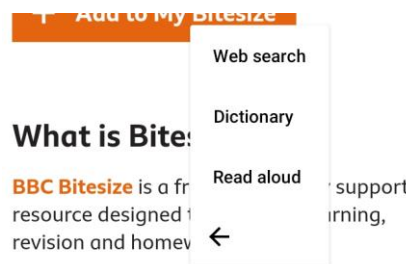 Add to My Bitesize
Web search
Dictionary
What is Bites
Read aloud
BBC Bitesize is a fr support
resource designed rning,
revision and homew